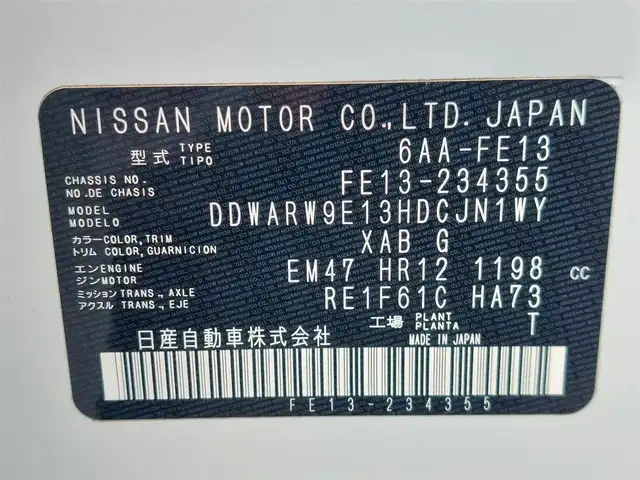 NISSAN MOTOR CO.,LTD. JAPAN
型式 TYPE TIPO 6AA-FE13
CHASSIS NO. NO.DE CHASIS FE13-234355
MODEL MODELO DDWARW9E13HDCJN1WY
カラー COLOR,TRIM トリム COLOR,GUARNICION XAB G
エンジン ENGINE MOTOR EM47 HR12 1198 CC
ミッション TRANS., AXLE アクスル TRANS., EJE RE1F61C HA73
工場 PLANT PLANTA T
日産自動車株式会社 MADE IN JAPAN
FE13-234355